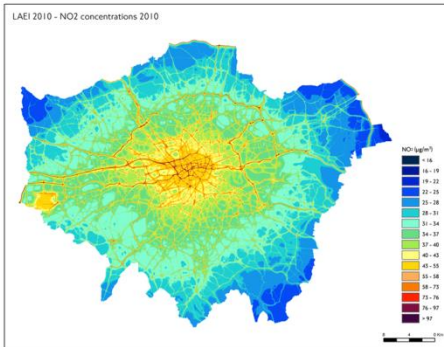 LAEI 2010 - NO2 concentrations 2010
NO2 (µg/m³)
< 16
16 - 19
19 - 22
22 - 25
25 - 28
28 - 31
31 - 34
34 - 37
37 - 40
40 - 43
43 - 55
55 - 58
58 - 73
73 - 76
76 - 97
> 97
0 4 8 Km